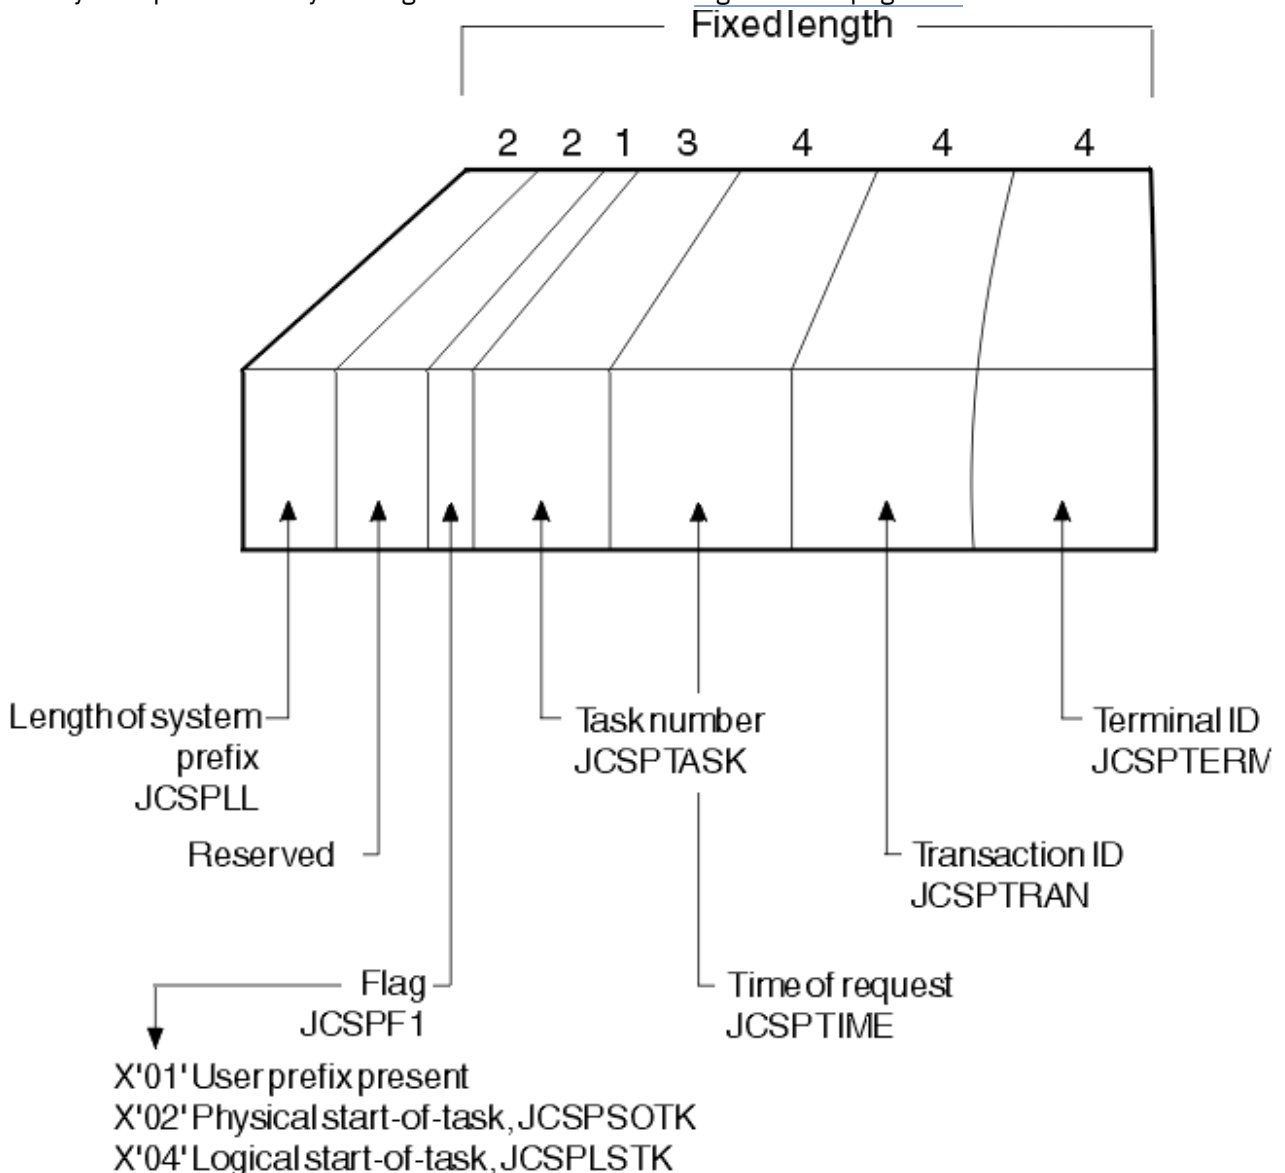 Fixed length
2 2 1 3 4 4 4
Length of system
prefix
JCSPLL
Reserved
Flag
JCSPF1
X'01' User prefix present
X'02' Physical start-of-task, JCSPSOTK
X'04' Logical start-of-task, JCSPLSTK
Task number
JCSPTASK
Time of request
JCSPTIME
Transaction ID
JCSPTRAN
Terminal ID
JCSPTERM